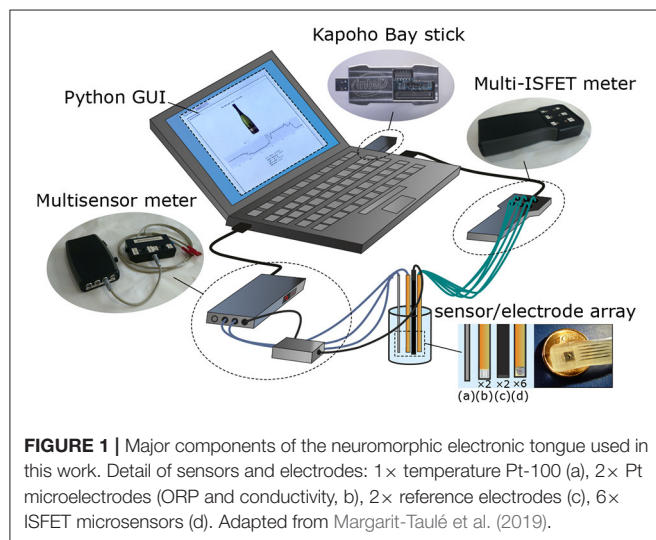 Kapoho Bay stick
Multi-ISFET meter
Python GUI
Multisensor meter
sensor/electrode array
×2 ×2 ×6
(a) (b) (c) (d)
FIGURE 1 | Major components of the neuromorphic electronic tongue used in
this work. Detail of sensors and electrodes: 1× temperature Pt-100 (a), 2× Pt
microelectrodes (ORP and conductivity, b), 2× reference electrodes (c), 6×
ISFET microsensors (d). Adapted from Margarit-Taulé et al. (2019).